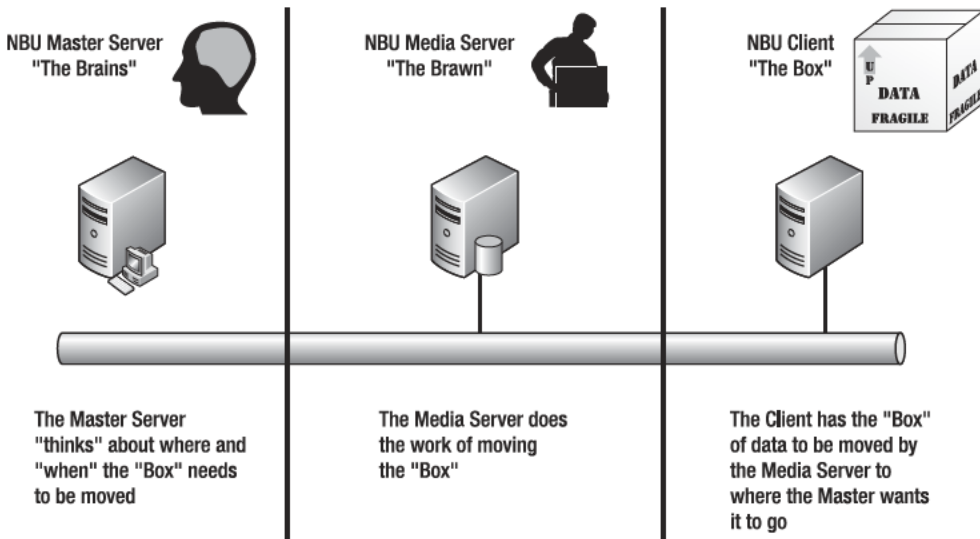 NBU Master Server
"The Brains"
NBU Media Server
"The Brawn"
NBU Client
"The Box"
UP
DATA
FRAGILE
DATA
FRAGILE
The Master Server
"thinks" about where and
"when" the "Box" needs
to be moved
The Media Server does
the work of moving
the "Box"
The Client has the "Box"
of data to be moved by
the Media Server to
where the Master wants
it to go